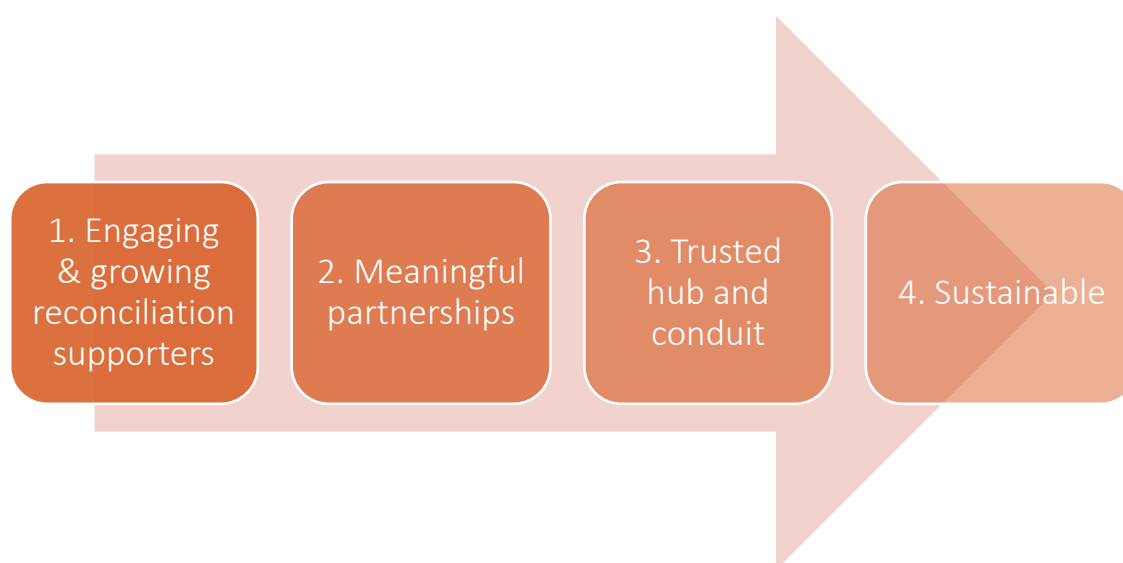 1. Engaging
& growing
reconciliation
supporters
2. Meaningful
partnerships
3. Trusted
hub and
conduit
4. Sustainable